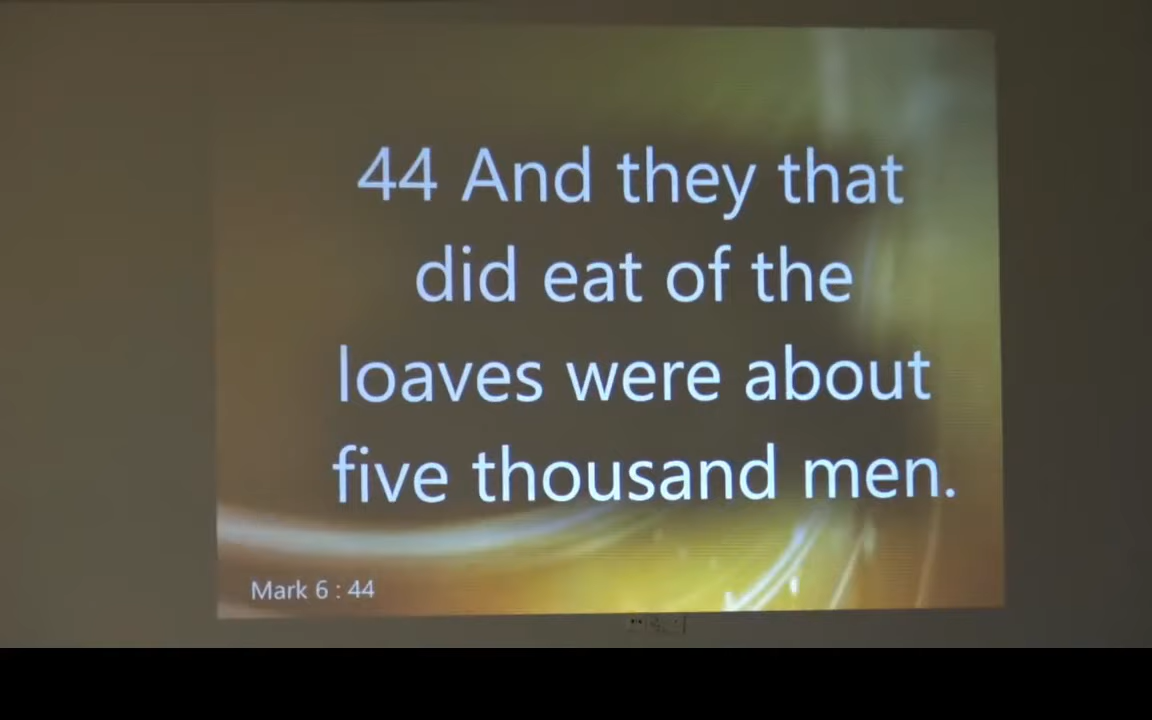 44 And they that
did eat of the
loaves were about
five thousand men.
Mark 6 : 44